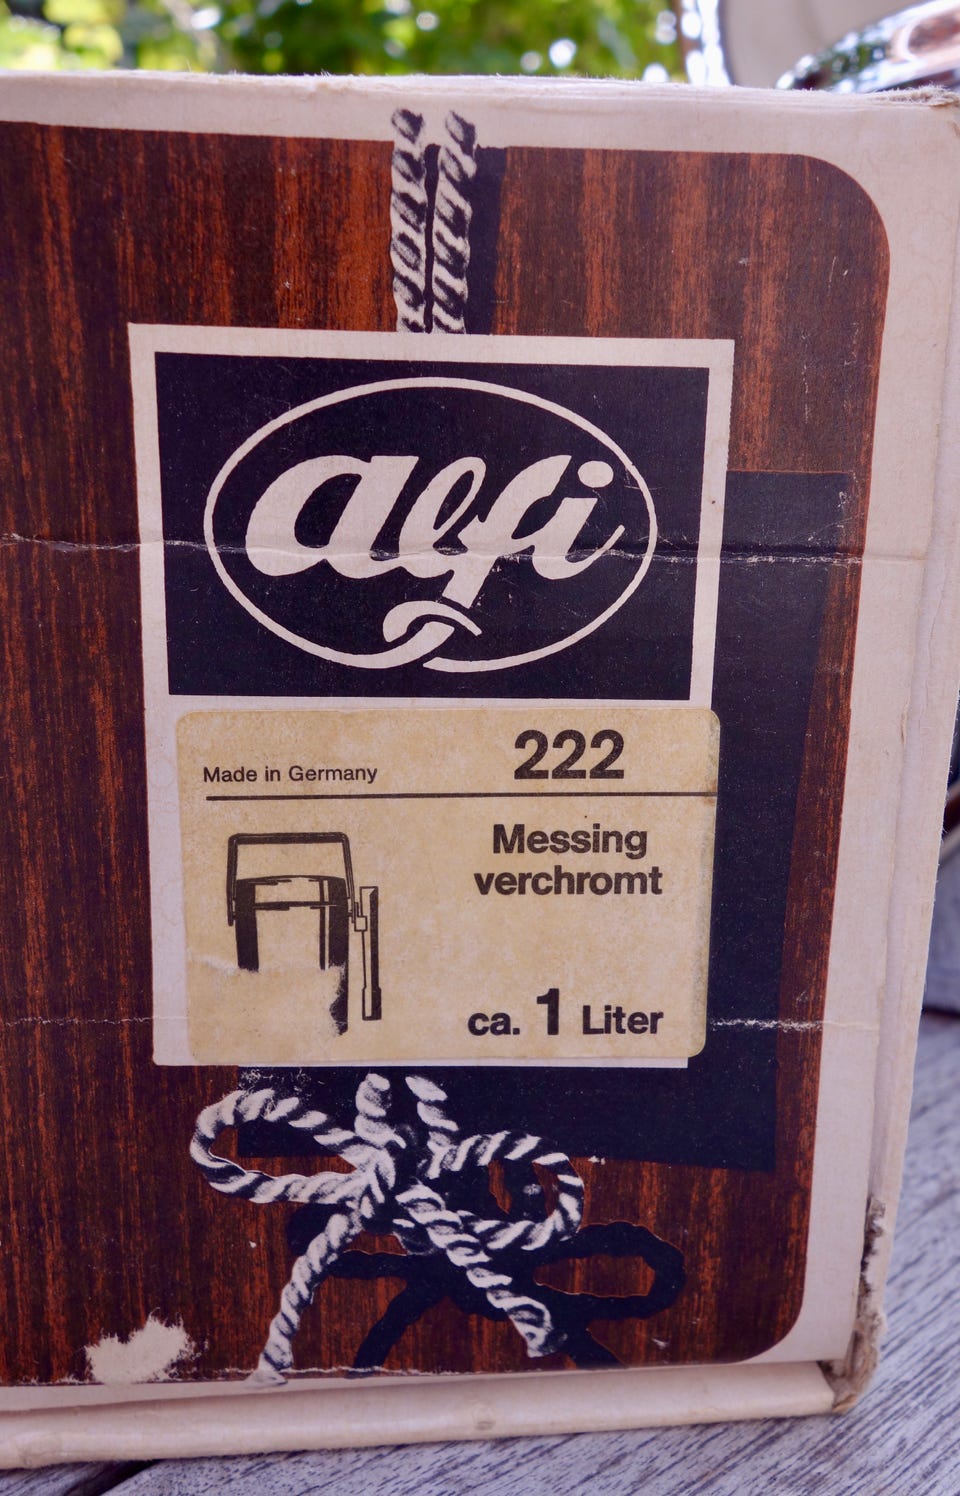 alfi
Made in Germany
222
Messing
verchromt
ca. 1 Liter